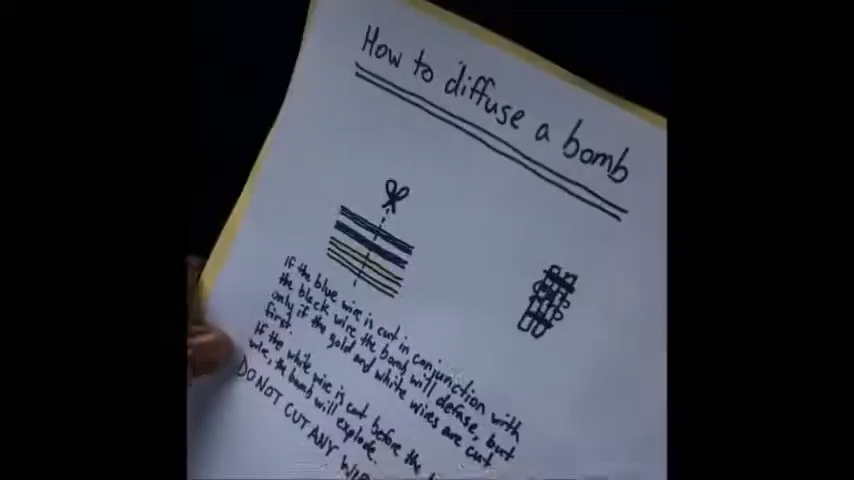 How to diffuse a bomb
If the blue wire is cut in conjunction with
the black wire the bomb will defuse, but
only if the gold and white wires are cut
first.
If the white wire is cut before the
wire, the bomb will explode.
DO NOT CUT ANY